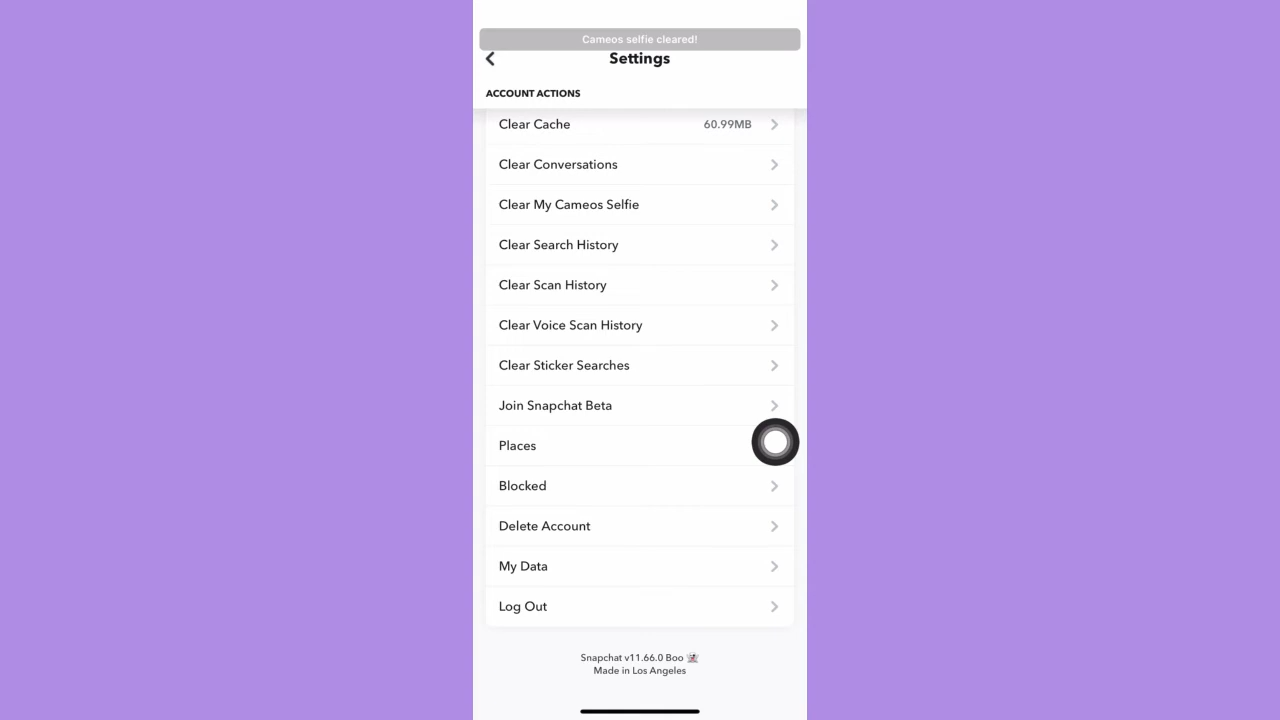 Cameos selfie cleared!
Settings
ACCOUNT ACTIONS
Clear Cache 60.99MB
Clear Conversations
Clear My Cameos Selfie
Clear Search History
Clear Scan History
Clear Voice Scan History
Clear Sticker Searches
Join Snapchat Beta
Places
Blocked
Delete Account
My Data
Log Out
Snapchat v11.66.0 Boo 👻
Made in Los Angeles